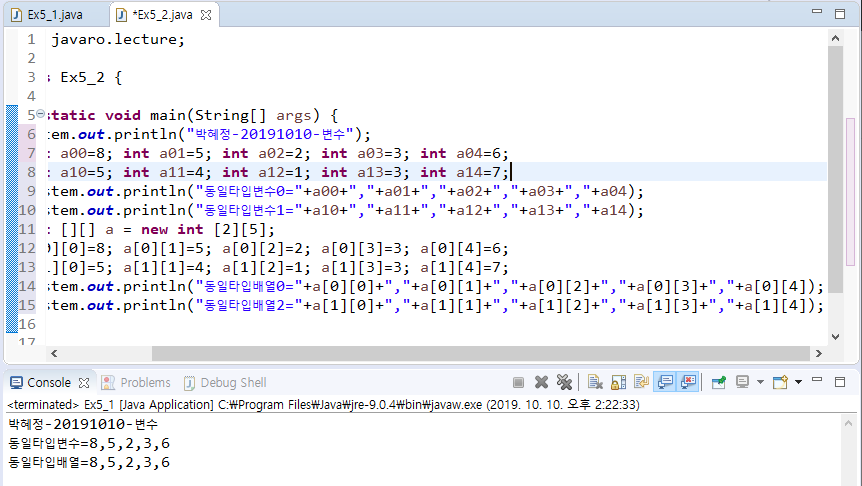 Ex5_1.java *Ex5_2.java
1 javaro.lecture;
2
3 s Ex5_2 {
4
5 static void main(String[] args) {
6 tem.out.println("박혜정-20191010-변수");
7 : a00=8; int a01=5; int a02=2; int a03=3; int a04=6;
8 : a10=5; int a11=4; int a12=1; int a13=3; int a14=7;
9 stem.out.println("동일타입변수0="+a00+","+a01+","+a02+","+a03+","+a04);
10 stem.out.println("동일타입변수1="+a10+","+a11+","+a12+","+a13+","+a14);
11 : [][] a = new int [2][5];
12 0][0]=8; a[0][1]=5; a[0][2]=2; a[0][3]=3; a[0][4]=6;
13 1][0]=5; a[1][1]=4; a[1][2]=1; a[1][3]=3; a[1][4]=7;
14 stem.out.println("동일타입배열0="+a[0][0]+","+a[0][1]+","+a[0][2]+","+a[0][3]+","+a[0][4]);
15 stem.out.println("동일타입배열2="+a[1][0]+","+a[1][1]+","+a[1][2]+","+a[1][3]+","+a[1][4]);
16
17
Console Problems Debug Shell
<terminated> Ex5_1 [Java Application] C:₩Program Files₩Java₩jre-9.0.4₩bin₩javaw.exe (2019. 10. 10. 오후 2:22:33)
박혜정-20191010-변수
동일타입변수=8,5,2,3,6
동일타입배열=8,5,2,3,6